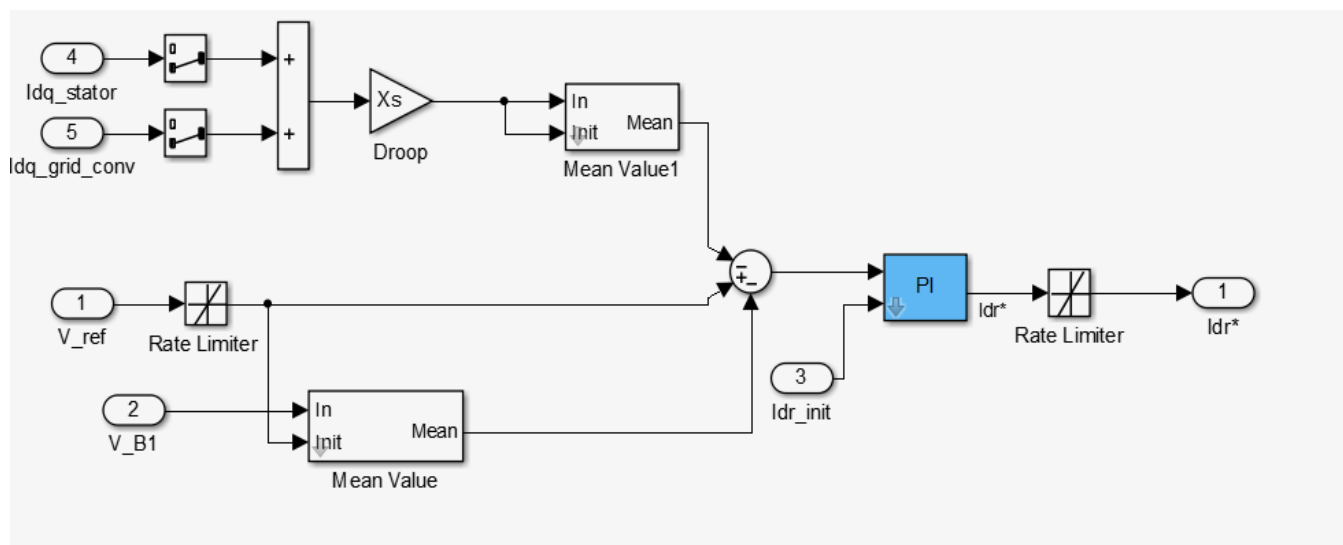 4
Idq_stator
5
Idq_grid_conv
+
+
Xs
Droop
In
Init
Mean
Mean Value1
1
V_ref
Rate Limiter
2
V_B1
In
Init
Mean
Mean Value
−
+−
PI
3
Idr_init
Idr*
Rate Limiter
1
Idr*